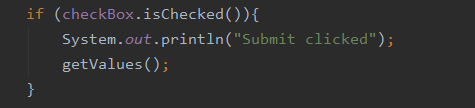 if (checkBox.isChecked()){
    System.out.println("Submit clicked");
    getValues();
}